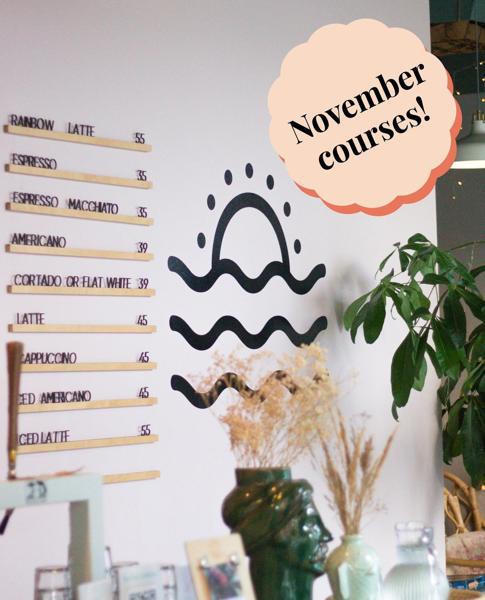 November
courses!
RAINBOW LATTE 55
ESPRESSO 35
ESPRESSO MACCHIATO 35
AMERICANO 39
CORTADO OR FLAT WHITE 39
LATTE 45
CAPPUCCINO 45
ICED AMERICANO 45
ICED LATTE 55